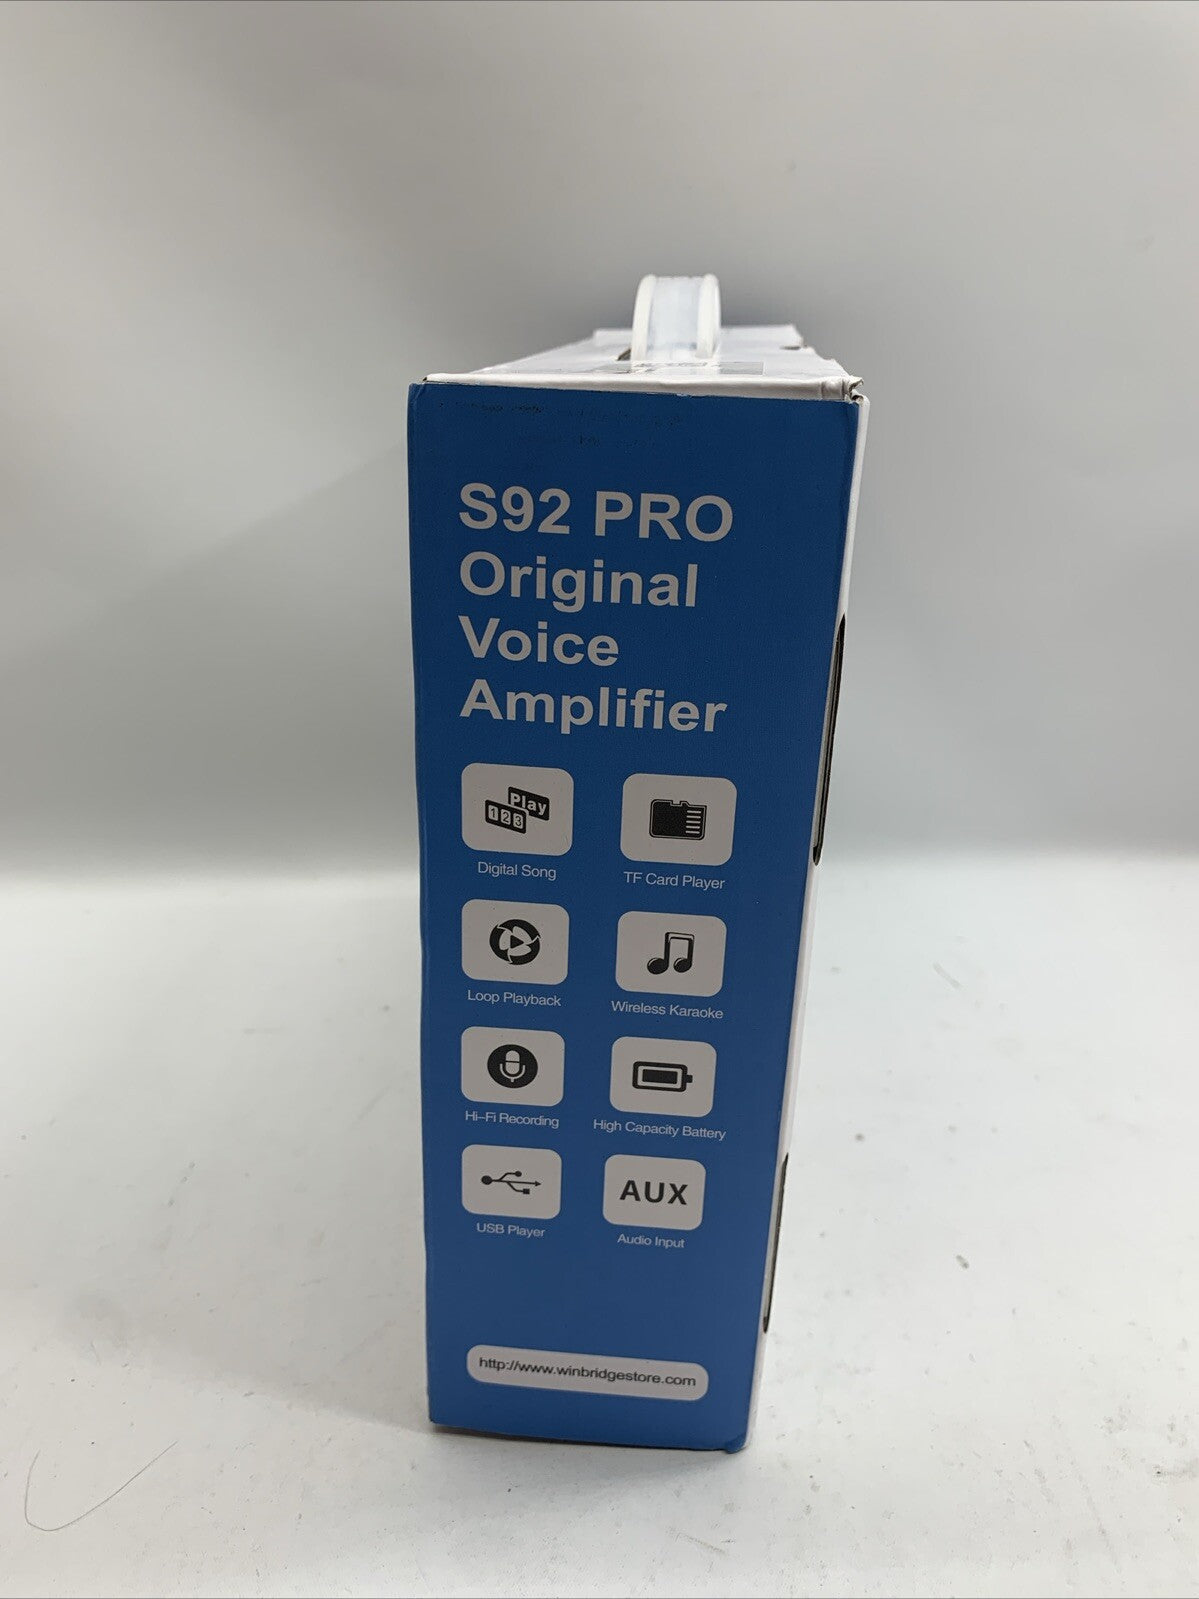 S92 PRO
Original
Voice
Amplifier
Play
123
Digital Song
TF Card Player
Loop Playback
Wireless Karaoke
Hi-Fi Recording
High Capacity Battery
USB Player
AUX
Audio Input
http://www.winbridgestore.com